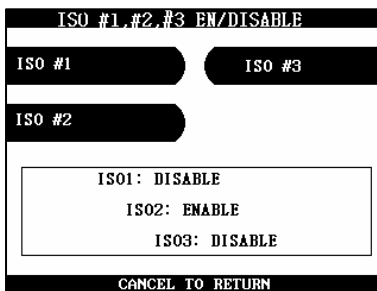 ISO #1,#2,#3 EN/DISABLE
ISO #1
ISO #3
ISO #2
ISO1: DISABLE
ISO2: ENABLE
ISO3: DISABLE
CANCEL TO RETURN